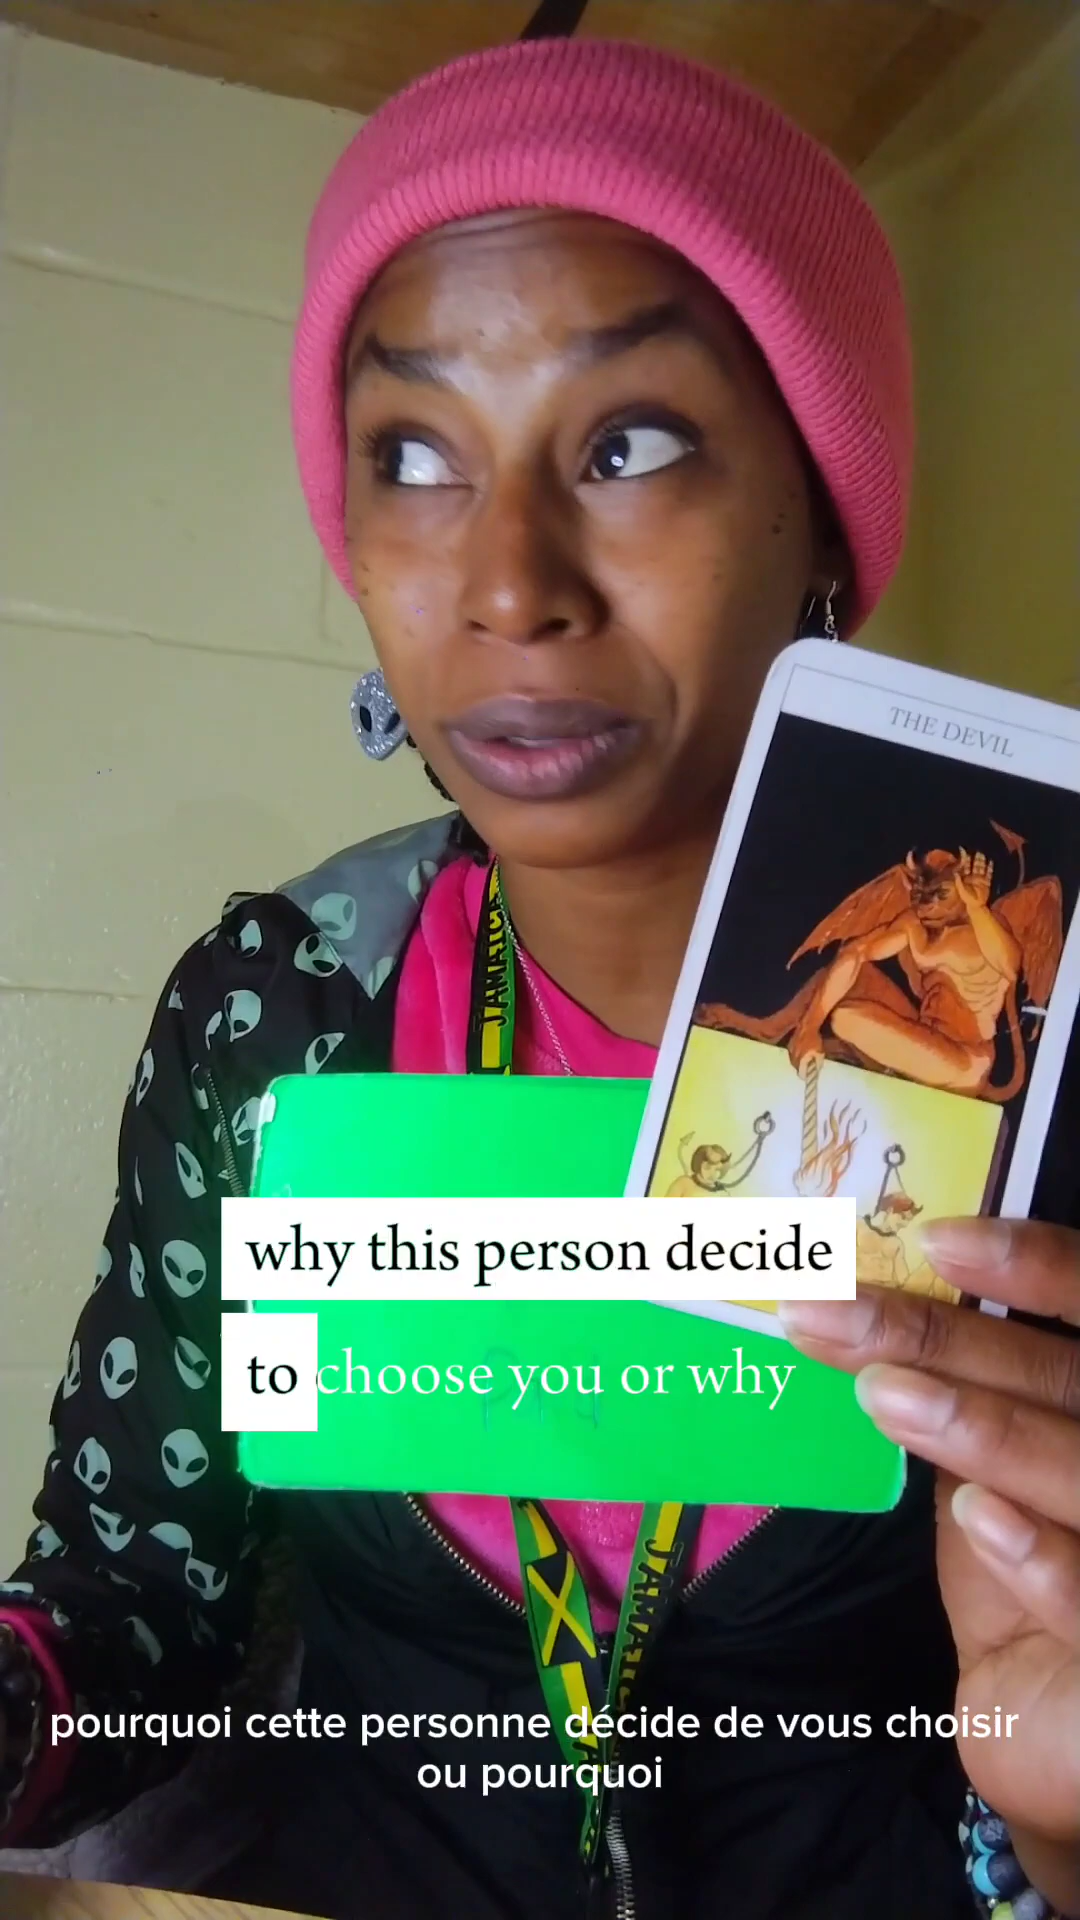 THE DEVIL
JAMAICA
why this person decide
to choose you or why
JAMAICA
pourquoi cette personne décide de vous choisir
ou pourquoi